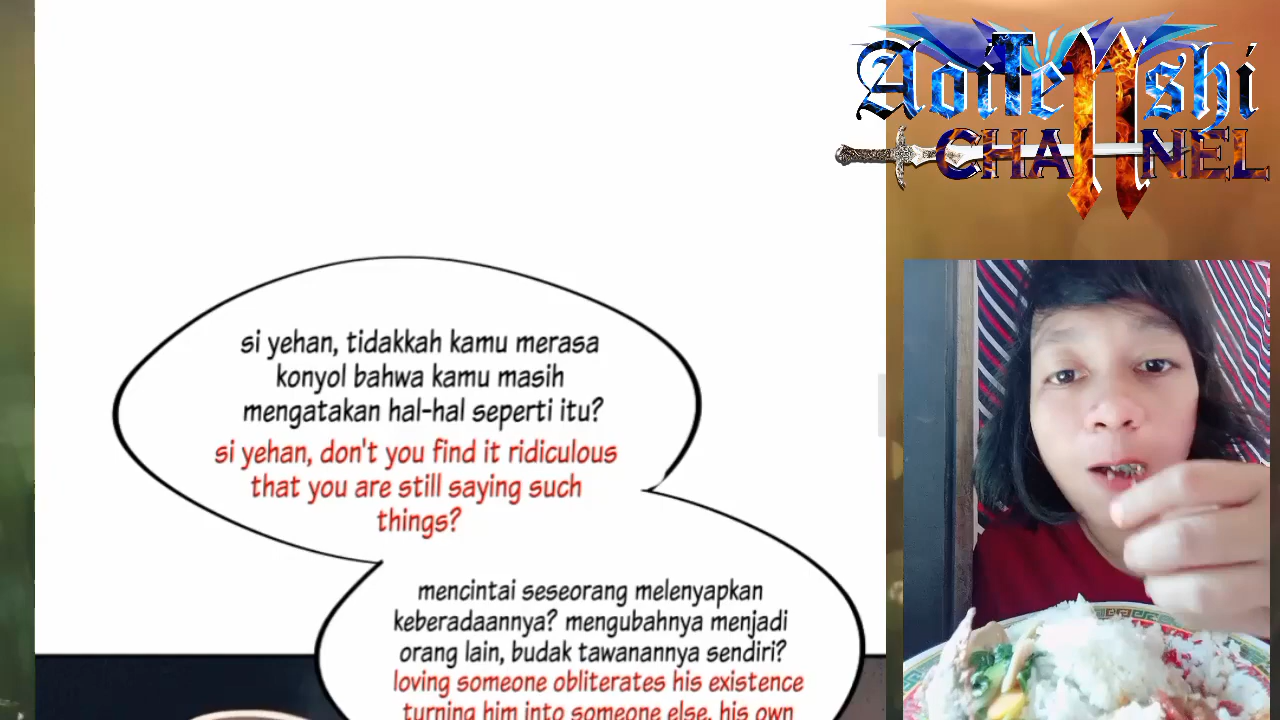 AoiTenshi
CHANNEL
si yehan, tidakkah kamu merasa
konyol bahwa kamu masih
mengatakan hal-hal seperti itu?
si yehan, don't you find it ridiculous
that you are still saying such
things?
mencintai seseorang melenyapkan
keberadaannya? mengubahnya menjadi
orang lain, budak tawanannya sendiri?
loving someone obliterates his existence
turning him into someone else, his own